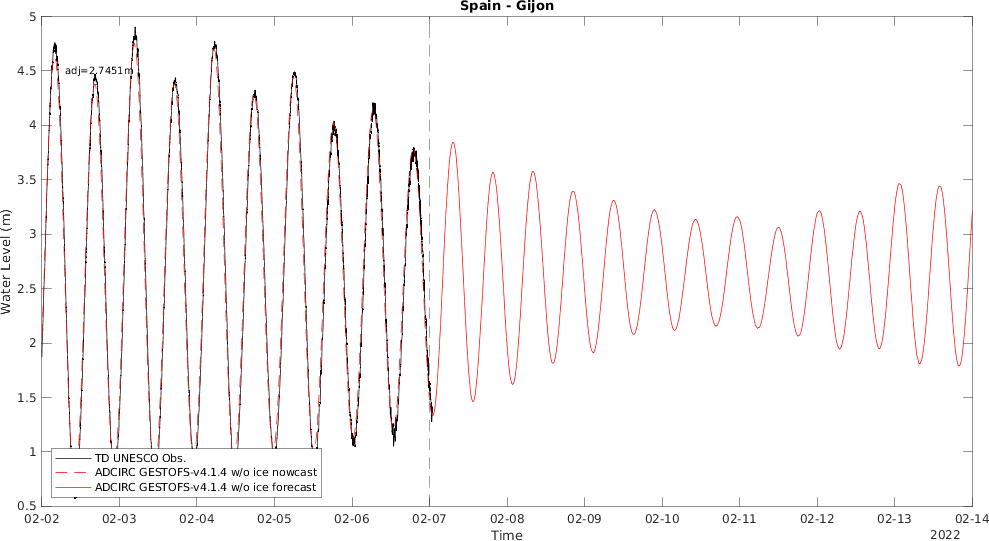 Spain - Gijon
5
4.5
4
3.5
3
2.5
2
1.5
1
0.5
Water Level (m)
adj=2.7451m
TD UNESCO Obs.
ADCIRC GESTOFS-v4.1.4 w/o ice nowcast
ADCIRC GESTOFS-v4.1.4 w/o ice forecast
02-02 02-03 02-04 02-05 02-06 02-07 02-08 02-09 02-10 02-11 02-12 02-13 02-14
Time
2022